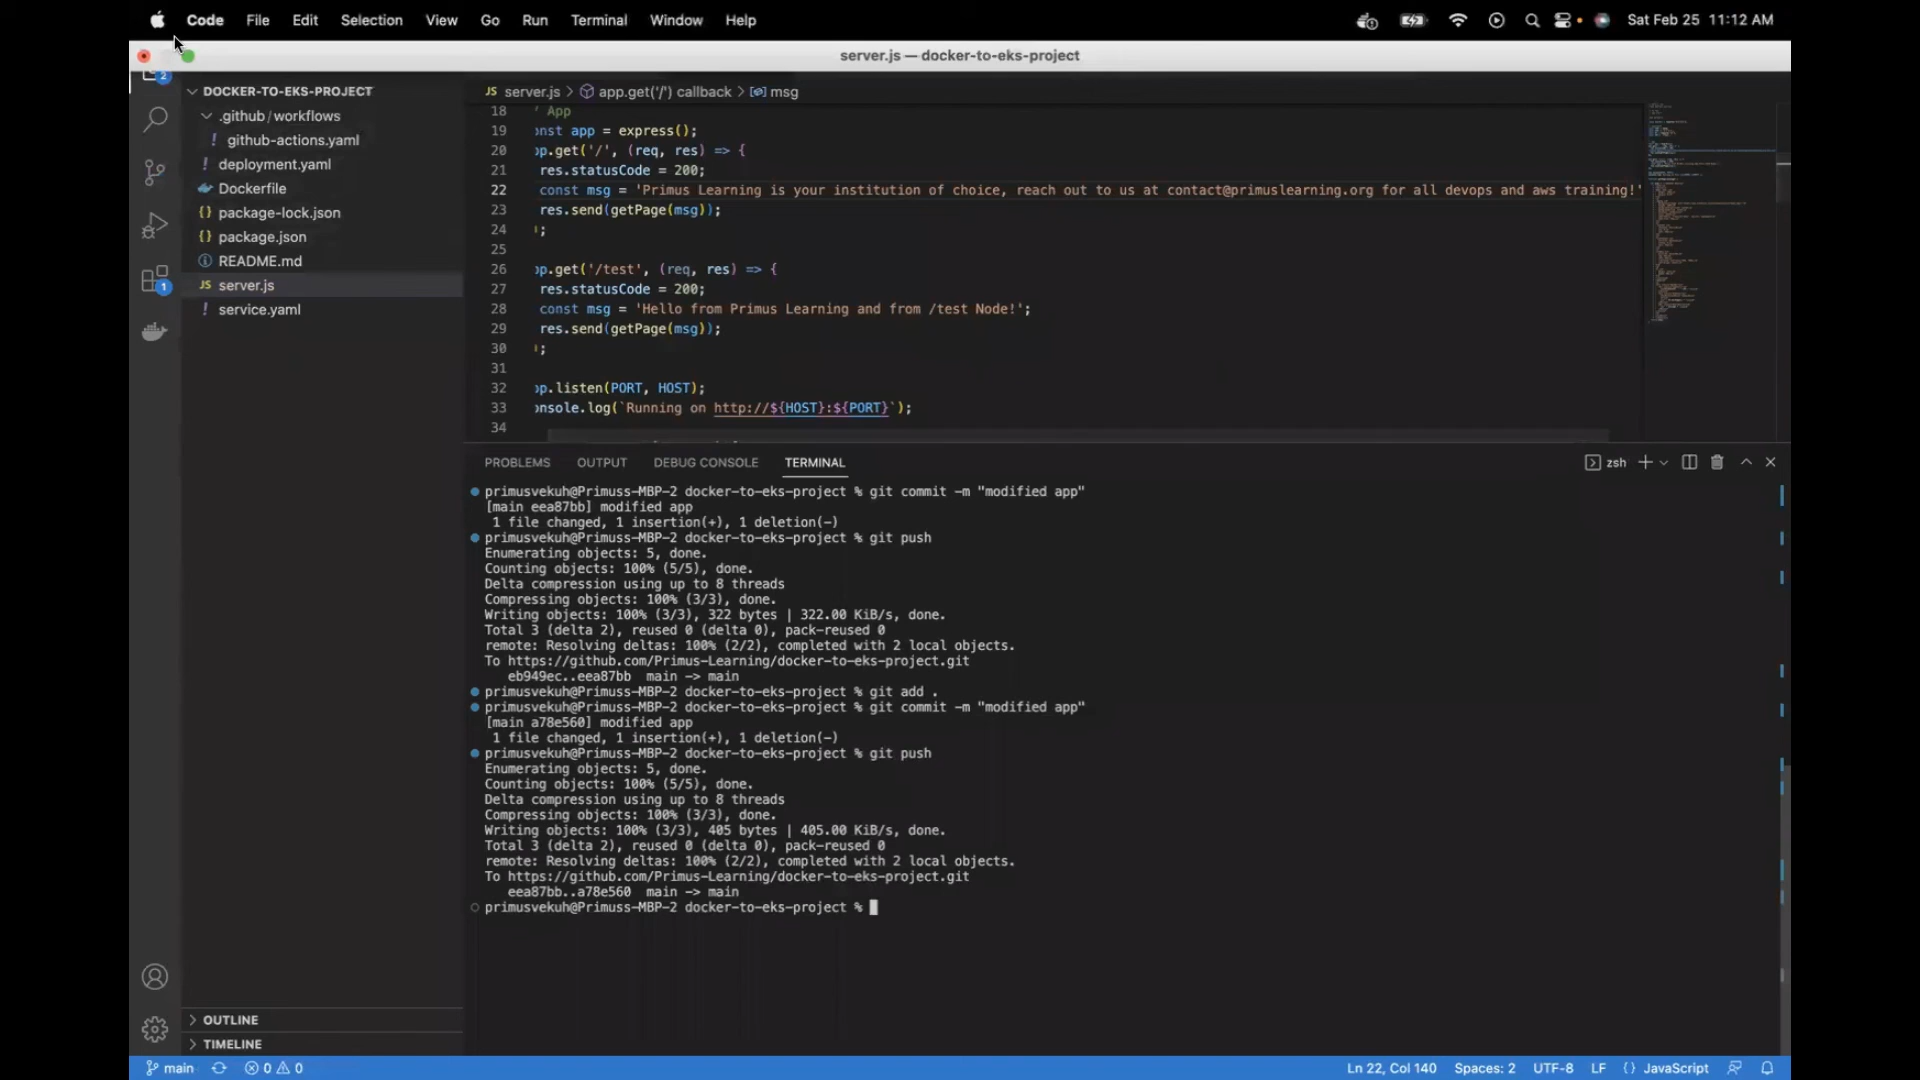 Code File Edit Selection View Go Run Terminal Window Help Sat Feb 25 11:12 AM
server.js — docker-to-eks-project
2
DOCKER-TO-EKS-PROJECT
.github/workflows
github-actions.yaml
deployment.yaml
Dockerfile
package-lock.json
package.json
README.md
server.js
service.yaml
1
JS server.js > app.get('/') callback > msg
18 ' App
19 onst app = express();
20 op.get('/', (req, res) => {
21 res.statusCode = 200;
22 const msg = 'Primus Learning is your institution of choice, reach out to us at contact@primuslearning.org for all devops and aws training!'
23 res.send(getPage(msg));
24 ;
25
26 op.get('/test', (req, res) => {
27 res.statusCode = 200;
28 const msg = 'Hello from Primus Learning and from /test Node!';
29 res.send(getPage(msg));
30 ;
31
32 op.listen(PORT, HOST);
33 onsole.log(`Running on http://${HOST}:${PORT}`);
34
PROBLEMS OUTPUT DEBUG CONSOLE TERMINAL zsh
primusvekuh@Primuss-MBP-2 docker-to-eks-project % git commit -m "modified app"
[main eea87bb] modified app
1 file changed, 1 insertion(+), 1 deletion(-)
primusvekuh@Primuss-MBP-2 docker-to-eks-project % git push
Enumerating objects: 5, done.
Counting objects: 100% (5/5), done.
Delta compression using up to 8 threads
Compressing objects: 100% (3/3), done.
Writing objects: 100% (3/3), 322 bytes | 322.00 KiB/s, done.
Total 3 (delta 2), reused 0 (delta 0), pack-reused 0
remote: Resolving deltas: 100% (2/2), completed with 2 local objects.
To https://github.com/Primus-Learning/docker-to-eks-project.git
eb949ec..eea87bb main -> main
primusvekuh@Primuss-MBP-2 docker-to-eks-project % git add .
primusvekuh@Primuss-MBP-2 docker-to-eks-project % git commit -m "modified app"
[main a78e560] modified app
1 file changed, 1 insertion(+), 1 deletion(-)
primusvekuh@Primuss-MBP-2 docker-to-eks-project % git push
Enumerating objects: 5, done.
Counting objects: 100% (5/5), done.
Delta compression using up to 8 threads
Compressing objects: 100% (3/3), done.
Writing objects: 100% (3/3), 405 bytes | 405.00 KiB/s, done.
Total 3 (delta 2), reused 0 (delta 0), pack-reused 0
remote: Resolving deltas: 100% (2/2), completed with 2 local objects.
To https://github.com/Primus-Learning/docker-to-eks-project.git
eea87bb..a78e560 main -> main
primusvekuh@Primuss-MBP-2 docker-to-eks-project %
OUTLINE
TIMELINE
main 0 0 Ln 22, Col 140 Spaces: 2 UTF-8 LF {} JavaScript